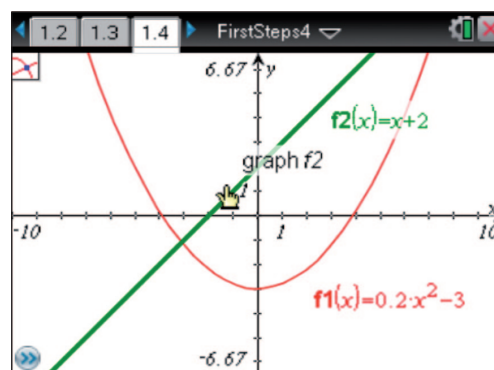 1.2 1.3 1.4 FirstSteps4
6.67 y
f2(x)=x+2
graph f2
1
x
-10 1 10
f1(x)=0.2·x²-3
-6.67